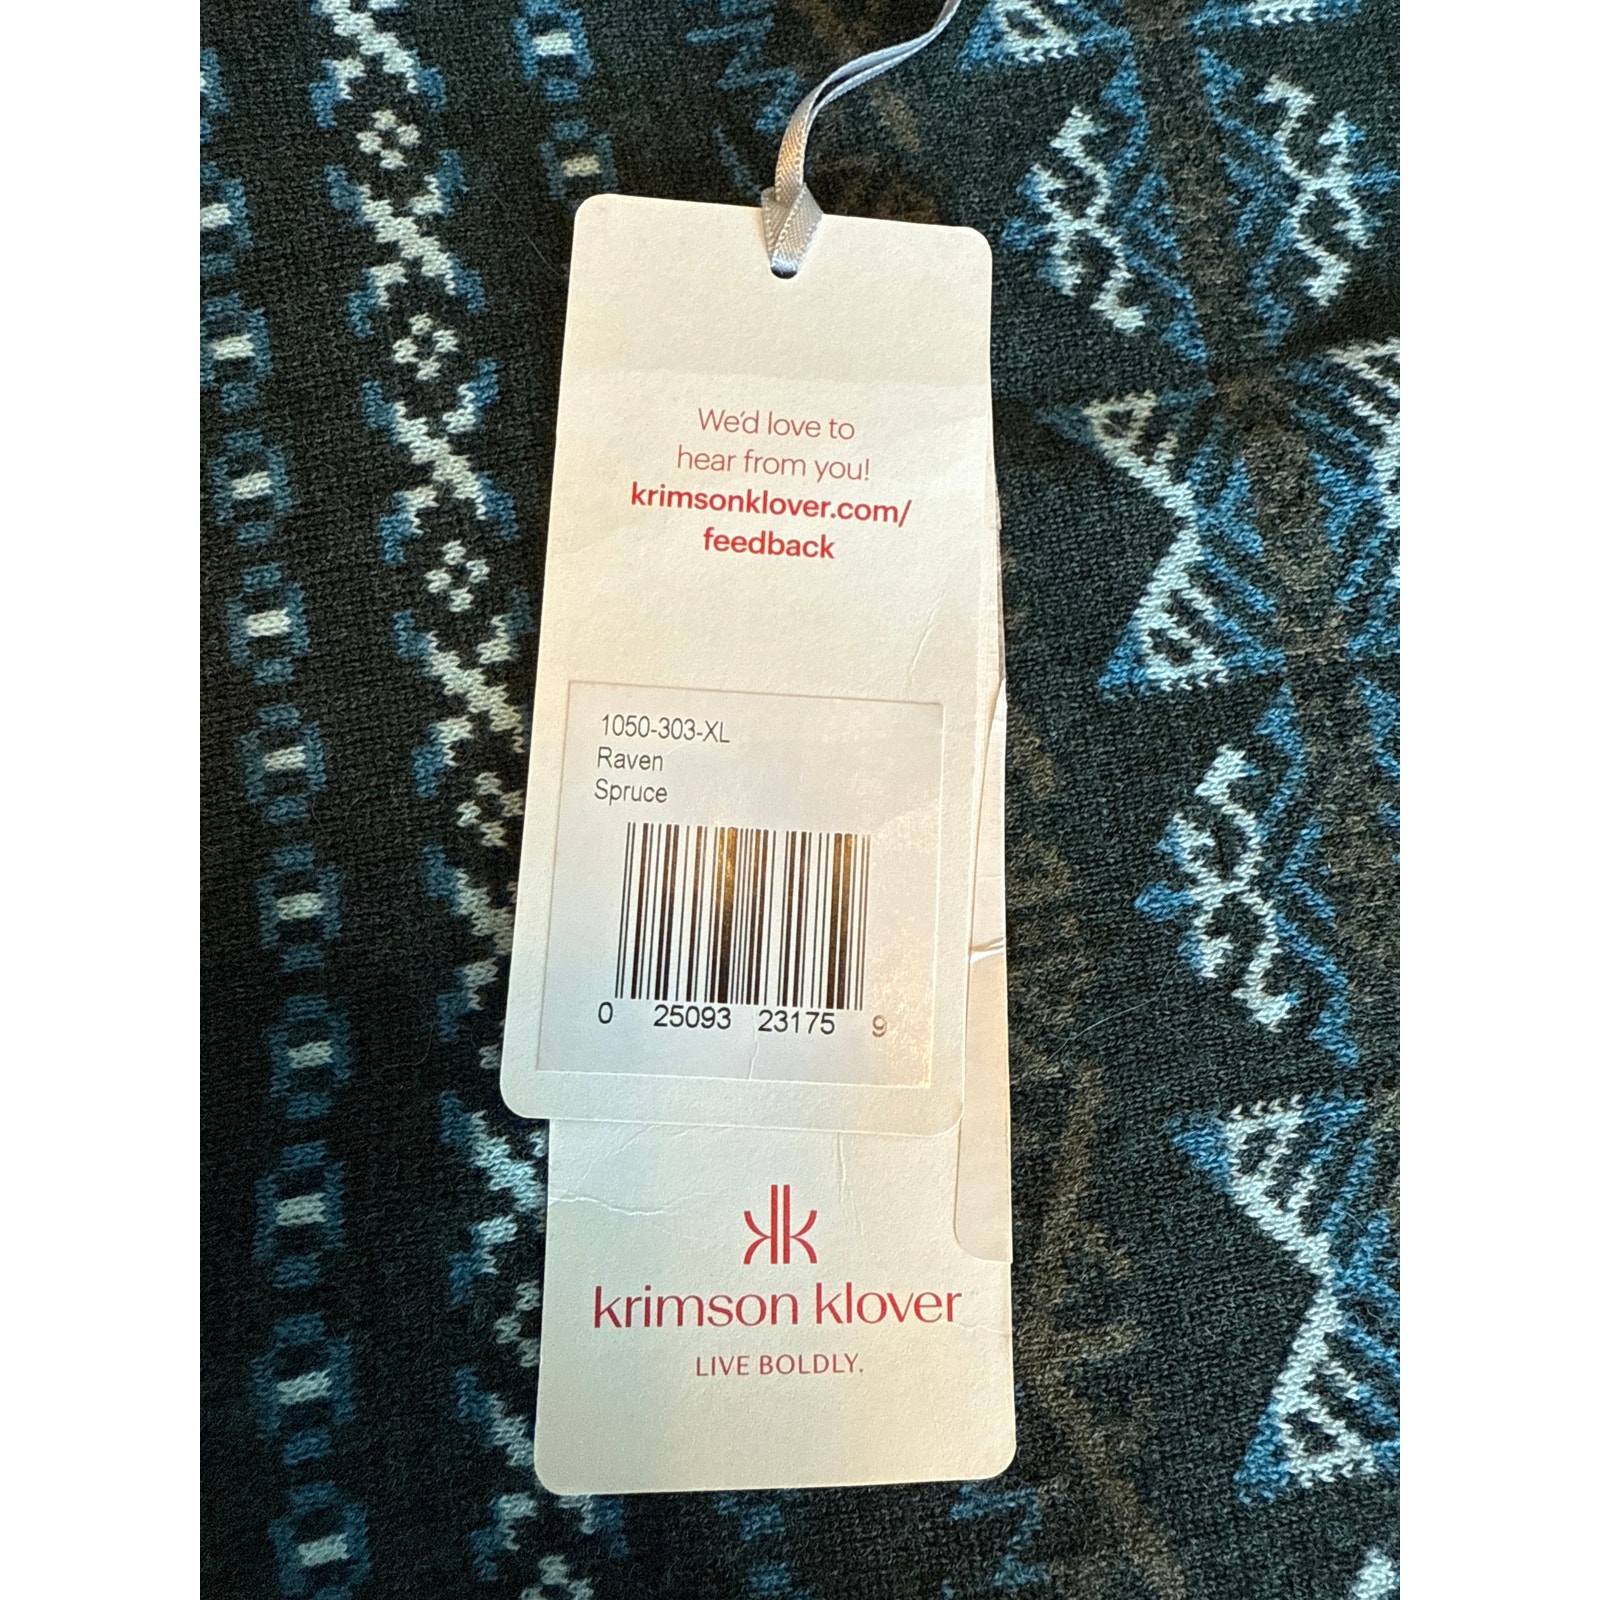 We'd love to
hear from you!
krimsonklover.com/
feedback
1050-303-XL
Raven
Spruce
0 25093 23175 9
krimson klover
LIVE BOLDLY.